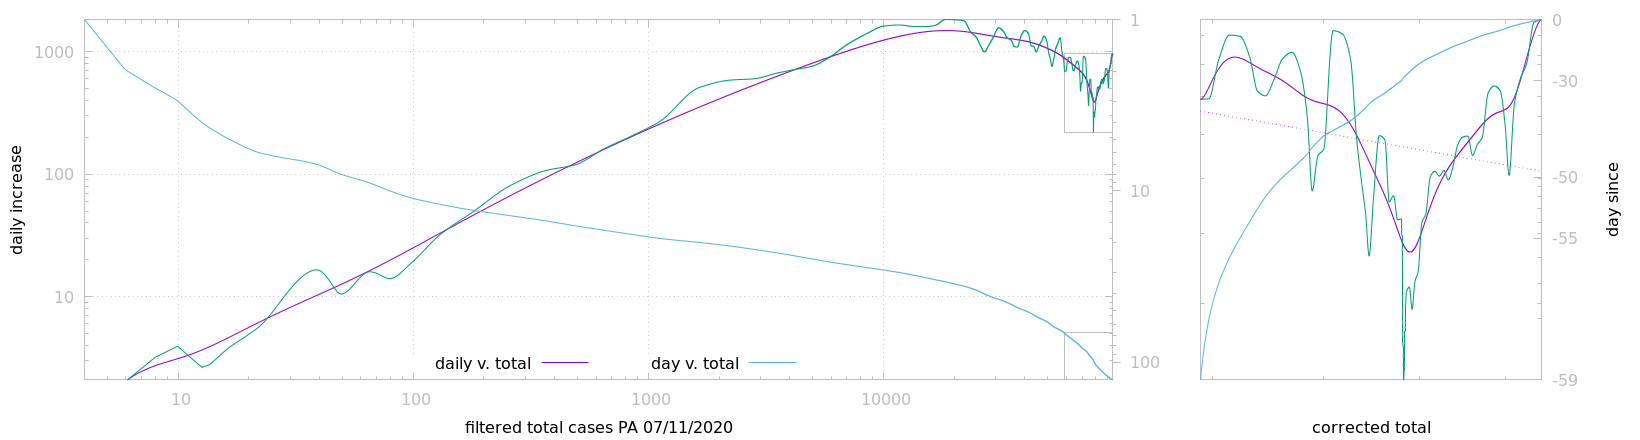 1000
100
10
daily increase
10
100
1000
10000
filtered total cases PA 07/11/2020
daily v. total
day v. total
1
10
100
0
-30
-50
-55
-59
day since
corrected total